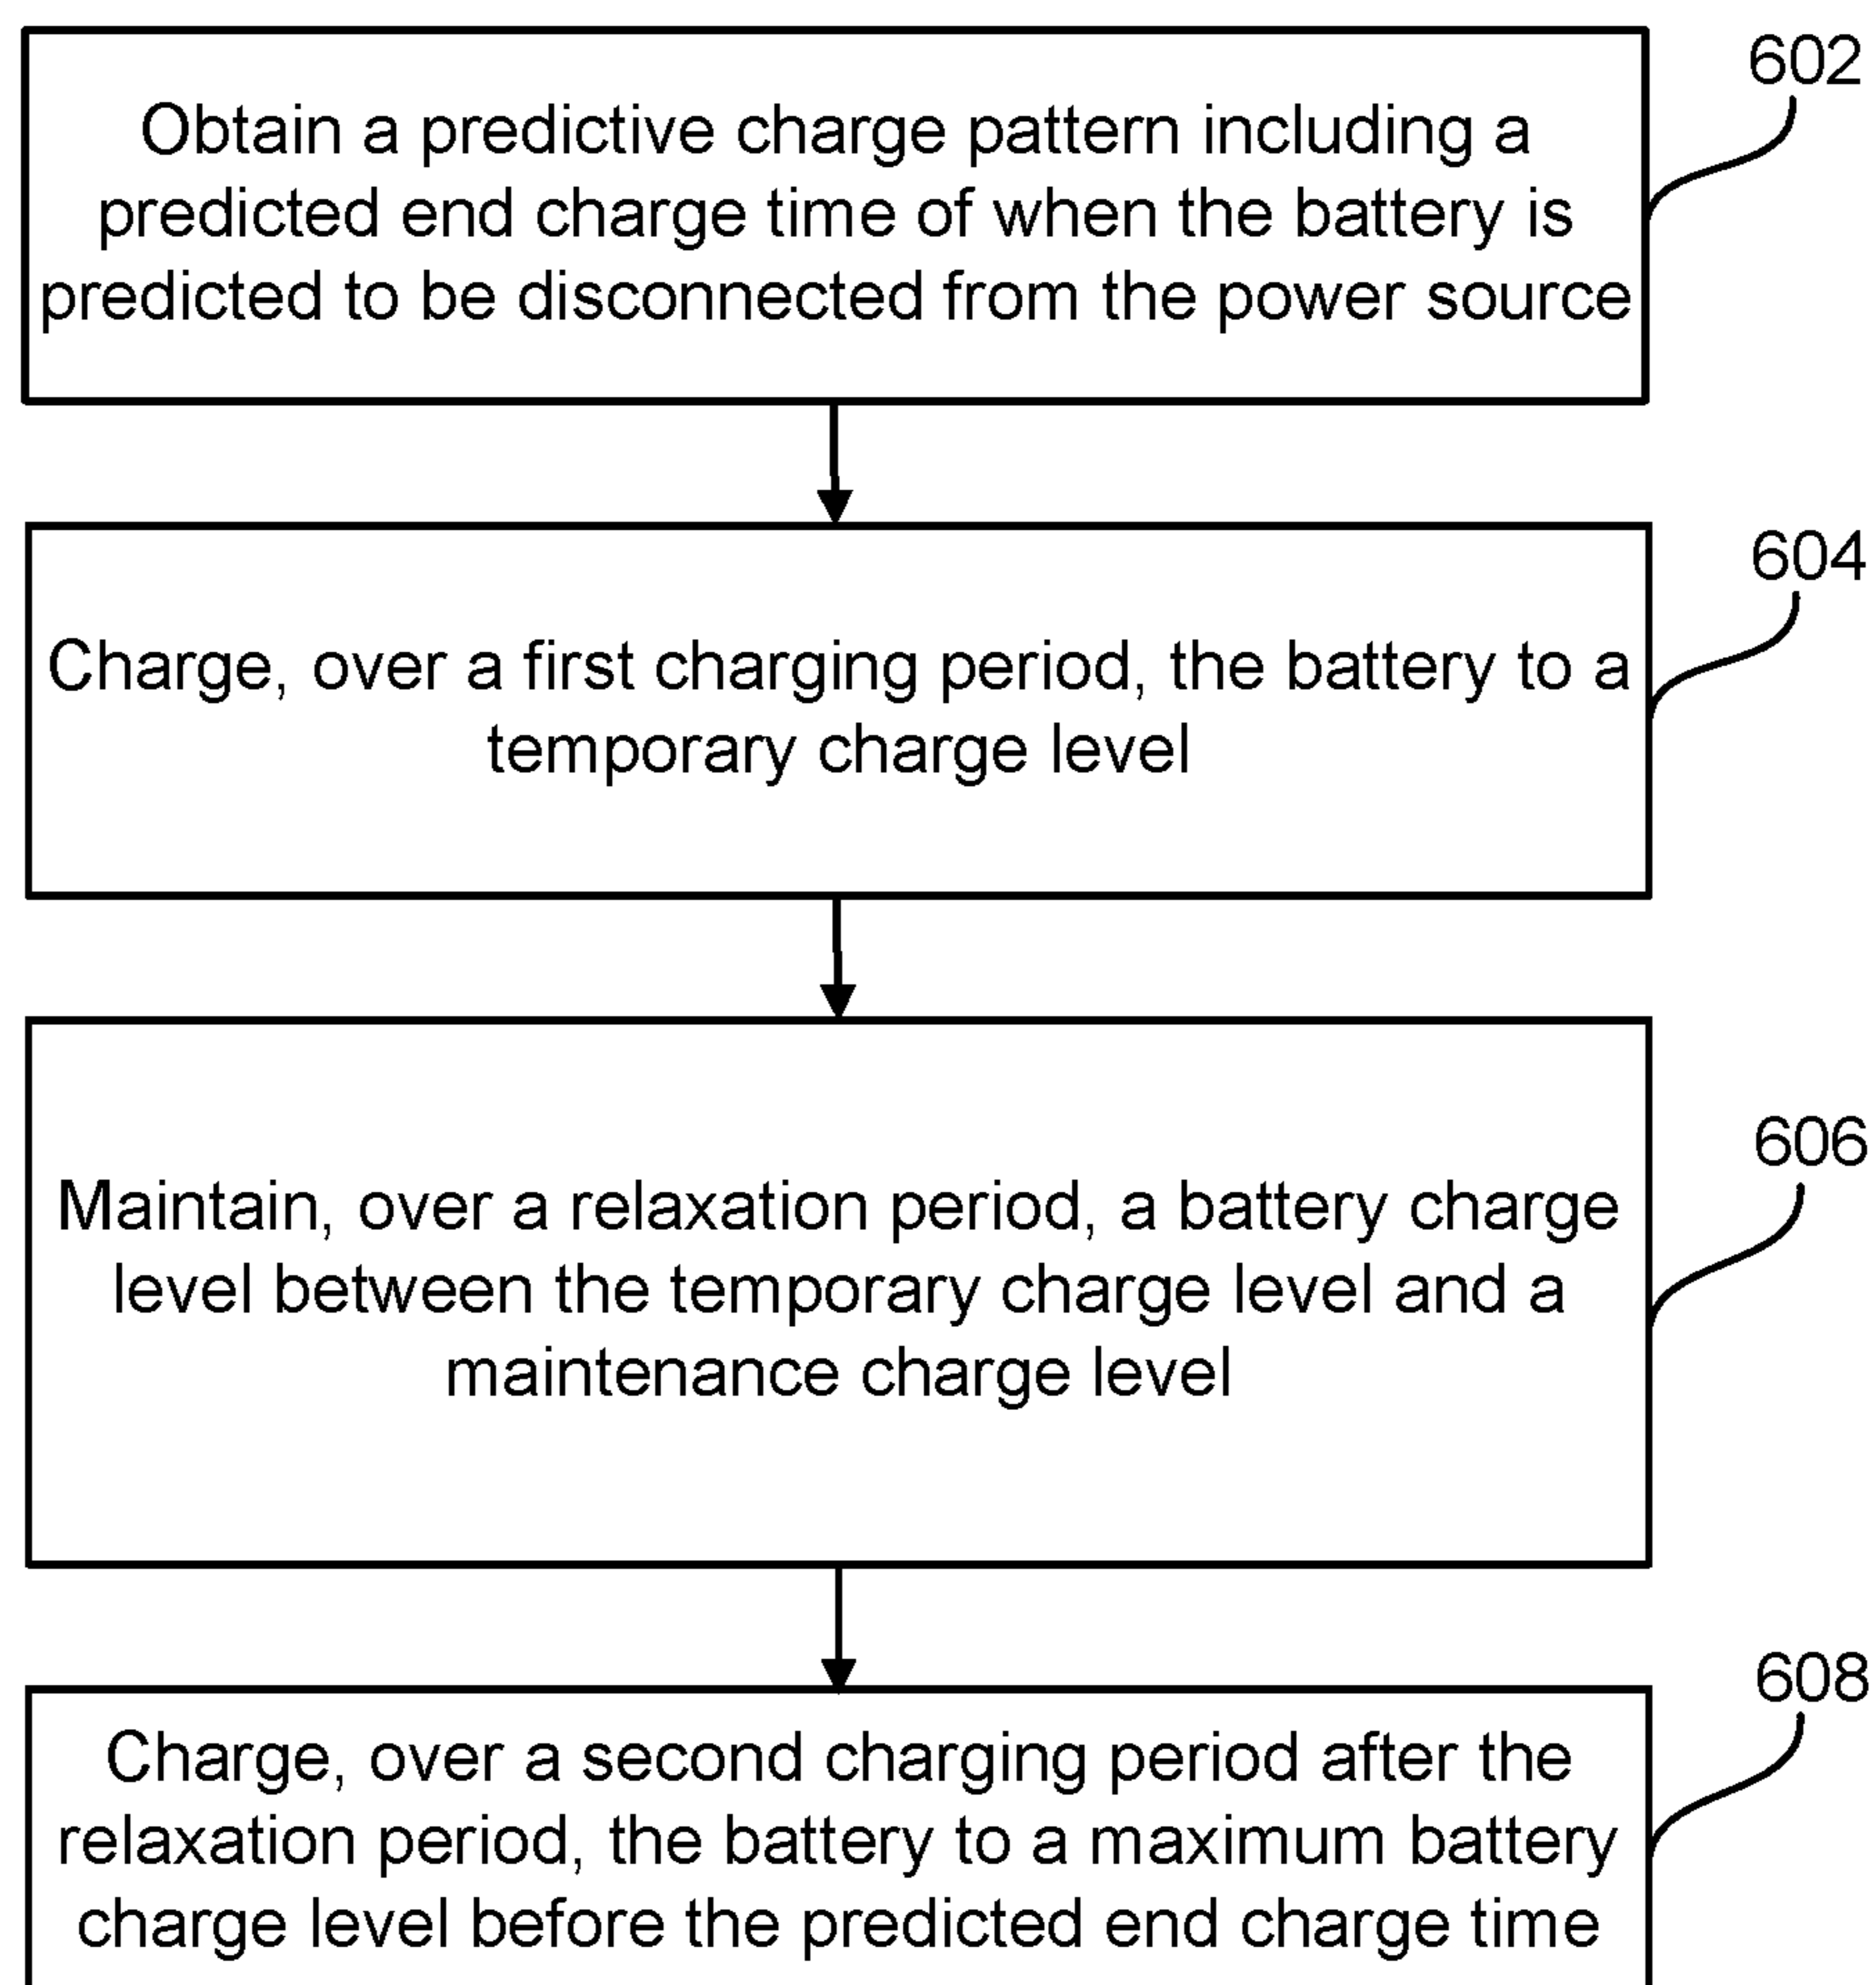 602
Obtain a predictive charge pattern including a
predicted end charge time of when the battery is
predicted to be disconnected from the power source
604
Charge, over a first charging period, the battery to a
temporary charge level
606
Maintain, over a relaxation period, a battery charge
level between the temporary charge level and a
maintenance charge level
608
Charge, over a second charging period after the
relaxation period, the battery to a maximum battery
charge level before the predicted end charge time